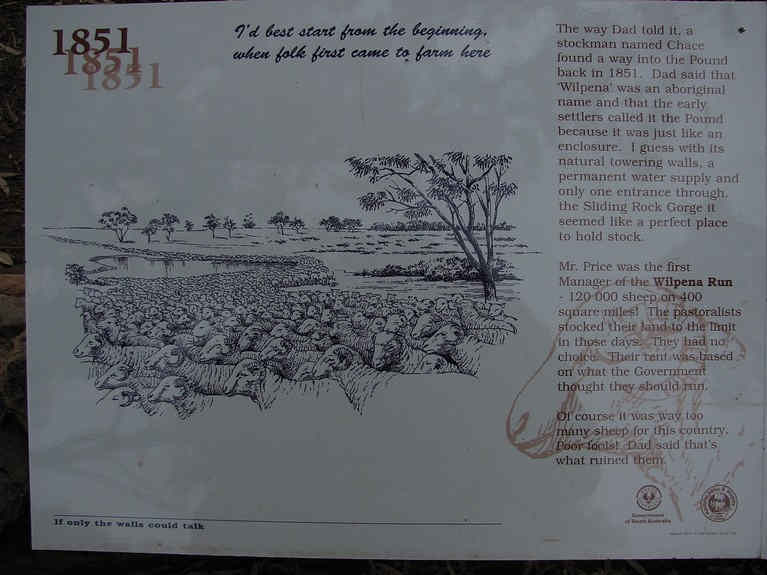 1851
1851
1851
I'd best start from the beginning,
when folk first came to farm here
The way Dad told it, a
stockman named Chace
found a way into the Pound
back in 1851. Dad said that
'Wilpena' was an aboriginal
name and that the early
settlers called it the Pound
because it was just like an
enclosure. I guess with its
natural towering walls, a
permanent water supply and
only one entrance through
the Sliding Rock Gorge it
seemed like a perfect place
to hold stock.
Mr. Price was the first
Manager of the Wilpena Run
- 120 000 sheep on 400
square miles! The pastoralists
stocked their land to the limit
in those days. They had no
choice. Their rent was based
on what the Government
thought they should run.
Of course it was way too
many sheep for this country.
Poor fools! Dad said that's
what ruined them.
If only the walls could talk
Government
of South Australia